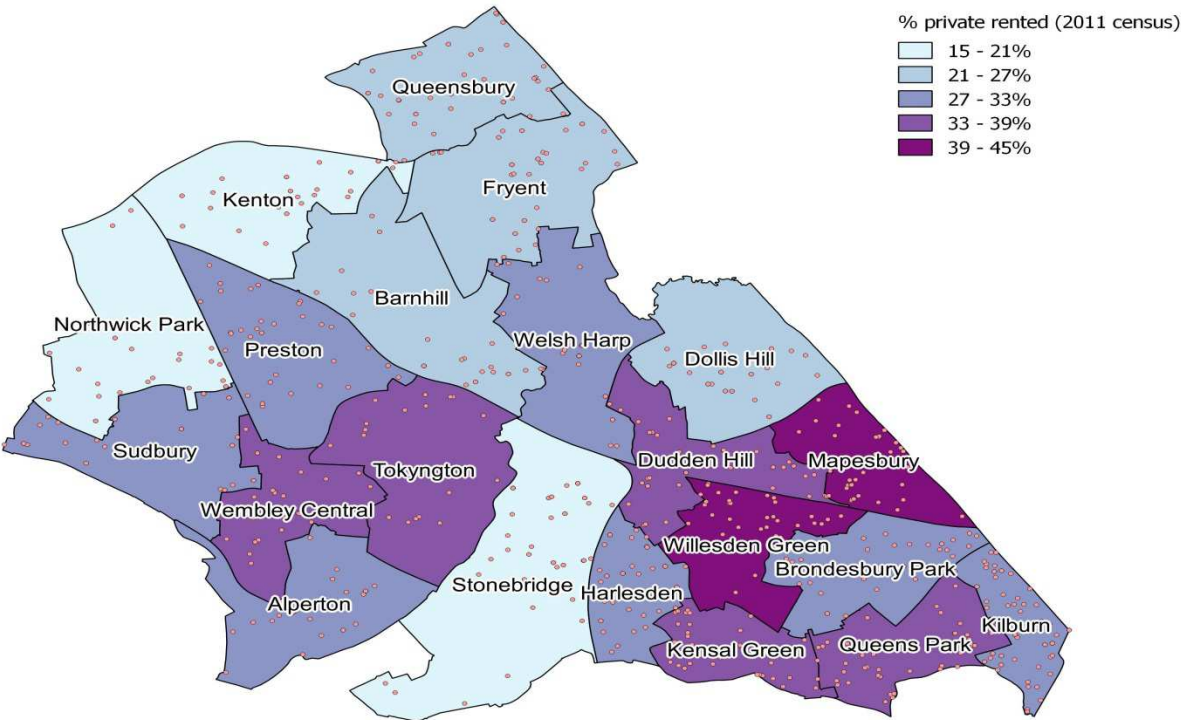 % private rented (2011 census)
15 - 21%
21 - 27%
27 - 33%
33 - 39%
39 - 45%
Queensbury
Fryent
Kenton
Barnhill
Northwick Park
Preston
Welsh Harp
Dollis Hill
Sudbury
Tokyngton
Dudden Hill
Mapesbury
Wembley Central
Willesden Green
Brondesbury Park
Stonebridge
Harlesden
Alperton
Kensal Green
Queens Park
Kilburn